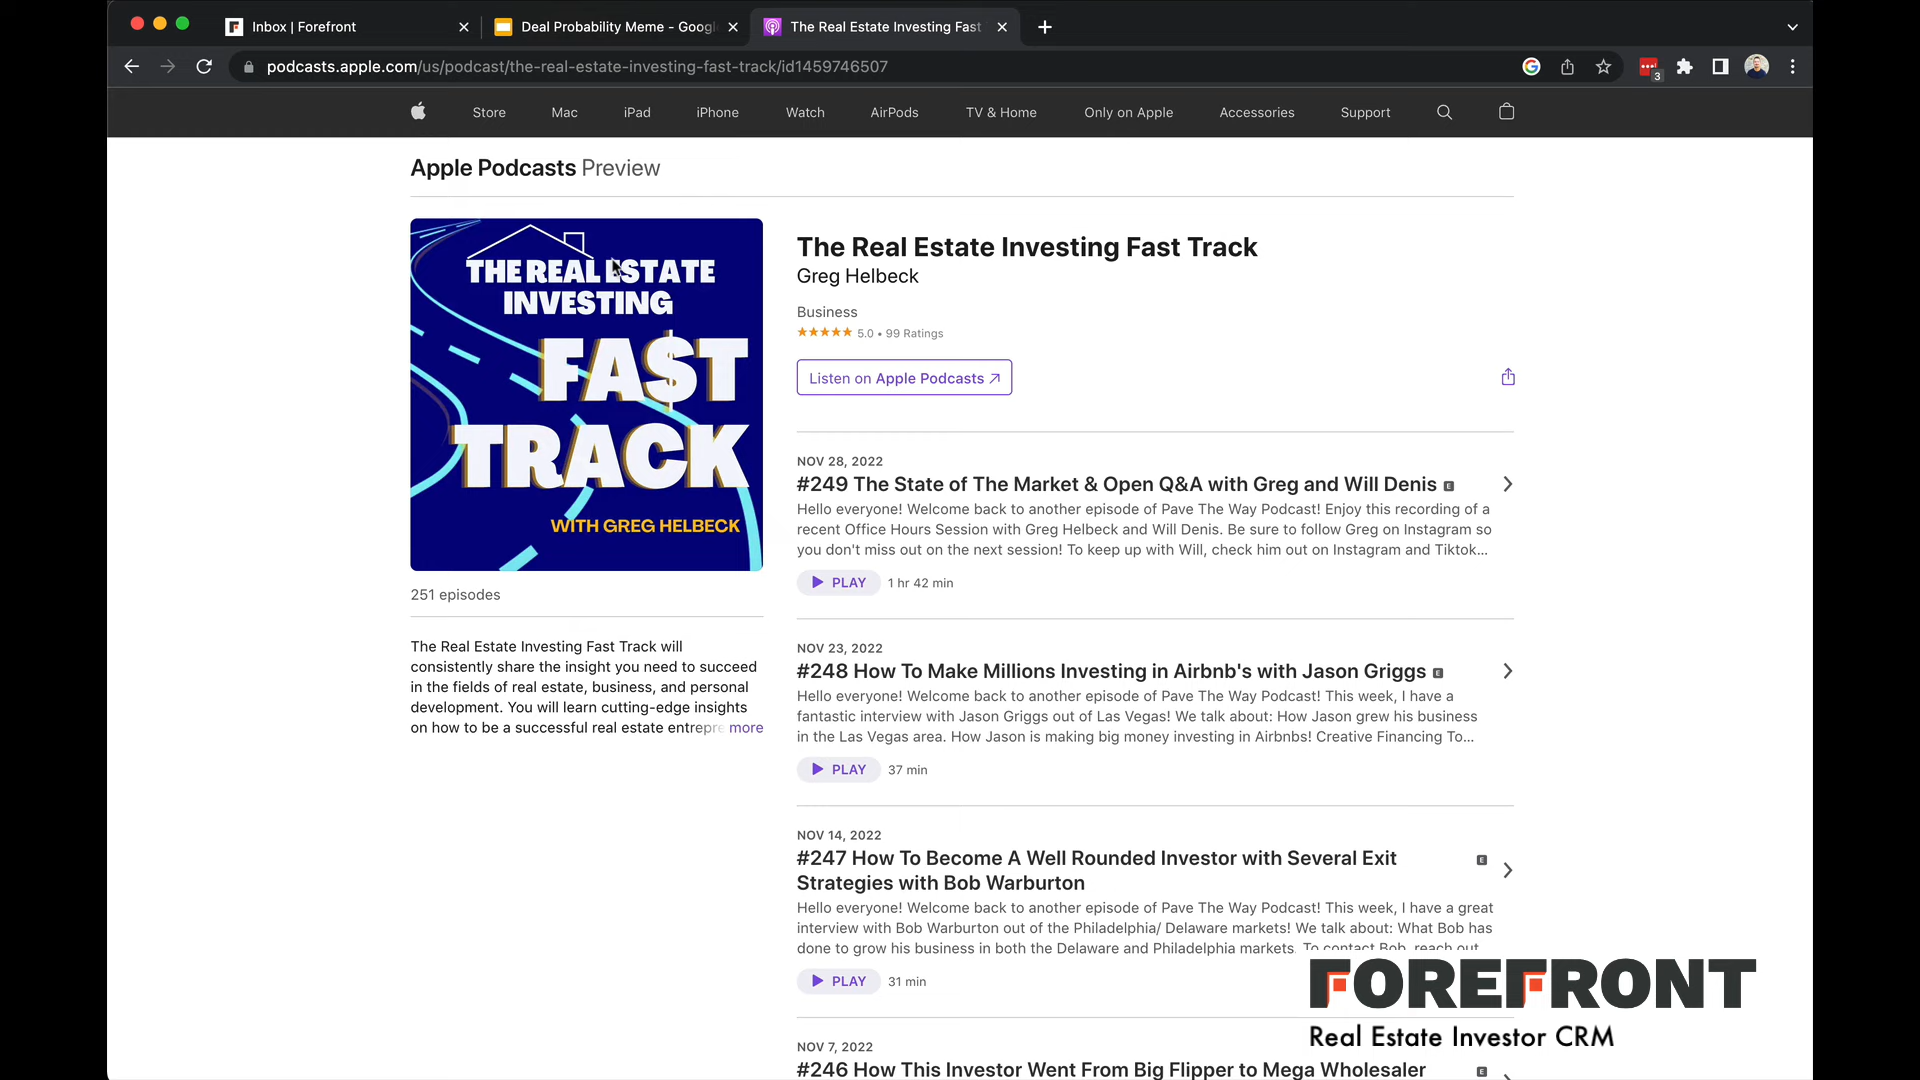 Inbox | Forefront
Deal Probability Meme - Googl
The Real Estate Investing Fast
podcasts.apple.com/us/podcast/the-real-estate-investing-fast-track/id1459746507
3
Store Mac iPad iPhone Watch AirPods TV & Home Only on Apple Accessories Support
Apple Podcasts Preview
THE REAL ESTATE
INVESTING
FA$T
TRACK
WITH GREG HELBECK
251 episodes
The Real Estate Investing Fast Track will
consistently share the insight you need to succeed
in the fields of real estate, business, and personal
development. You will learn cutting-edge insights
on how to be a successful real estate entrepre more
The Real Estate Investing Fast Track
Greg Helbeck
Business
★★★★★ 5.0 • 99 Ratings
Listen on Apple Podcasts ↗
NOV 28, 2022
#249 The State of The Market & Open Q&A with Greg and Will Denis E
Hello everyone! Welcome back to another episode of Pave The Way Podcast! Enjoy this recording of a
recent Office Hours Session with Greg Helbeck and Will Denis. Be sure to follow Greg on Instagram so
you don't miss out on the next session! To keep up with Will, check him out on Instagram and Tiktok...
PLAY 1 hr 42 min
NOV 23, 2022
#248 How To Make Millions Investing in Airbnb's with Jason Griggs E
Hello everyone! Welcome back to another episode of Pave The Way Podcast! This week, I have a
fantastic interview with Jason Griggs out of Las Vegas! We talk about: How Jason grew his business
in the Las Vegas area. How Jason is making big money investing in Airbnbs! Creative Financing To...
PLAY 37 min
NOV 14, 2022
#247 How To Become A Well Rounded Investor with Several Exit E
Strategies with Bob Warburton
Hello everyone! Welcome back to another episode of Pave The Way Podcast! This week, I have a great
interview with Bob Warburton out of the Philadelphia/ Delaware markets! We talk about: What Bob has
done to grow his business in both the Delaware and Philadelphia markets. To contact Bob, reach out
PLAY 31 min
NOV 7, 2022
#246 How This Investor Went From Big Flipper to Mega Wholesaler E
FOREFRONT
Real Estate Investor CRM